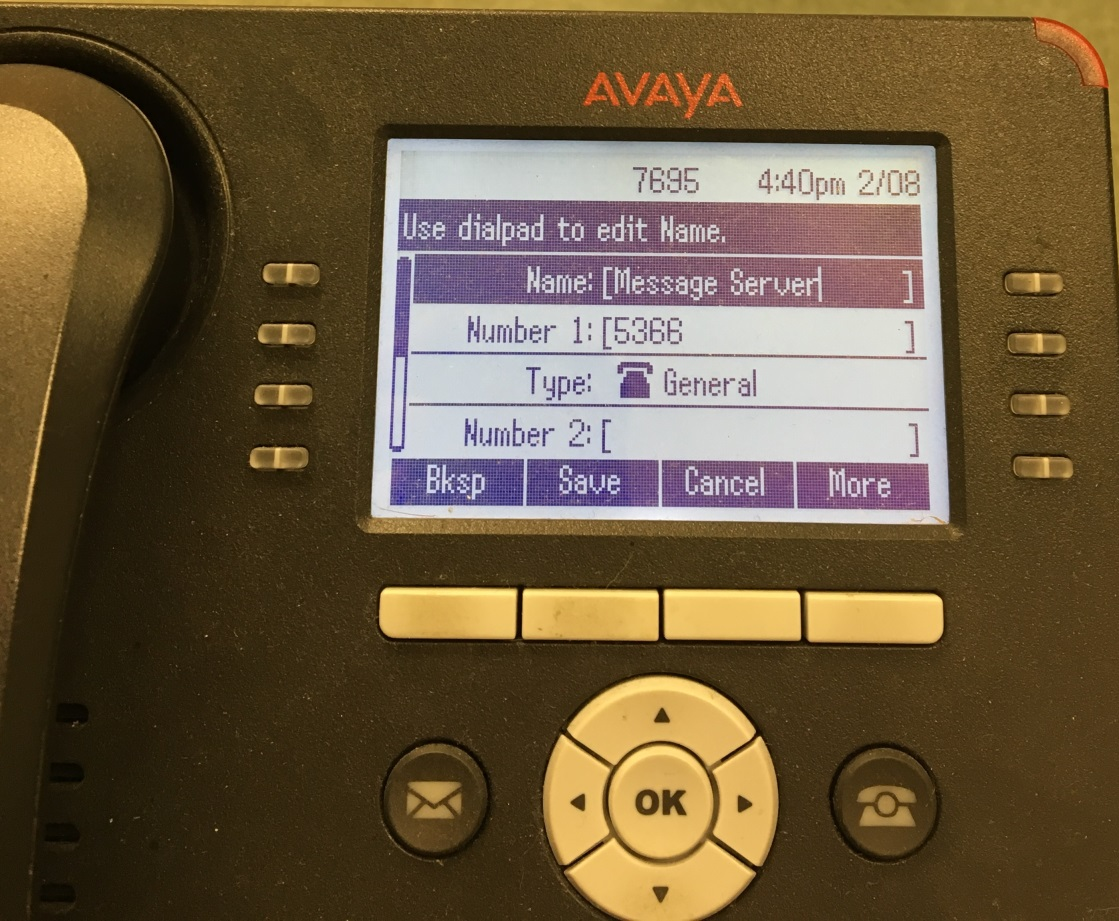 AVAYA
7695 4:40pm 2/08
Use dialpad to edit Name.
Name: [Message Server ]
Number 1: [5366 ]
Type: General
Number 2: [ ]
Bksp Save Cancel More
OK